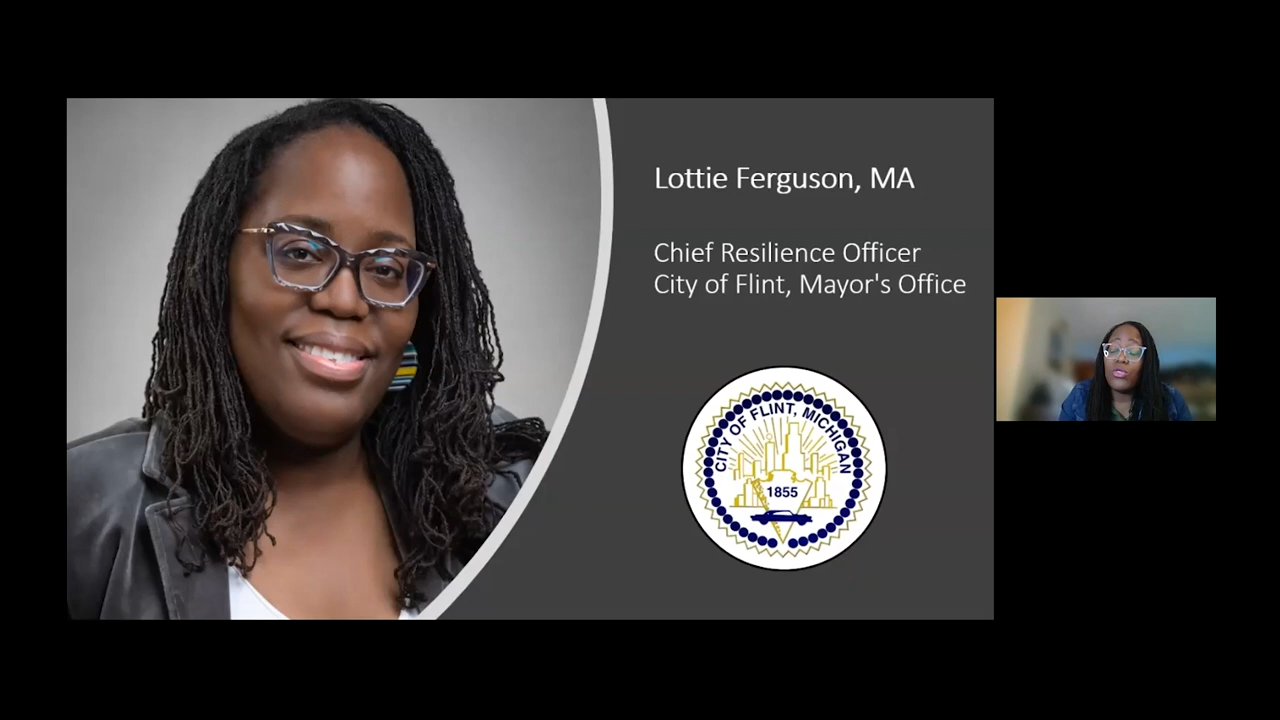 Lottie Ferguson, MA
Chief Resilience Officer
City of Flint, Mayor's Office
CITY OF FLINT, MICHIGAN
1855